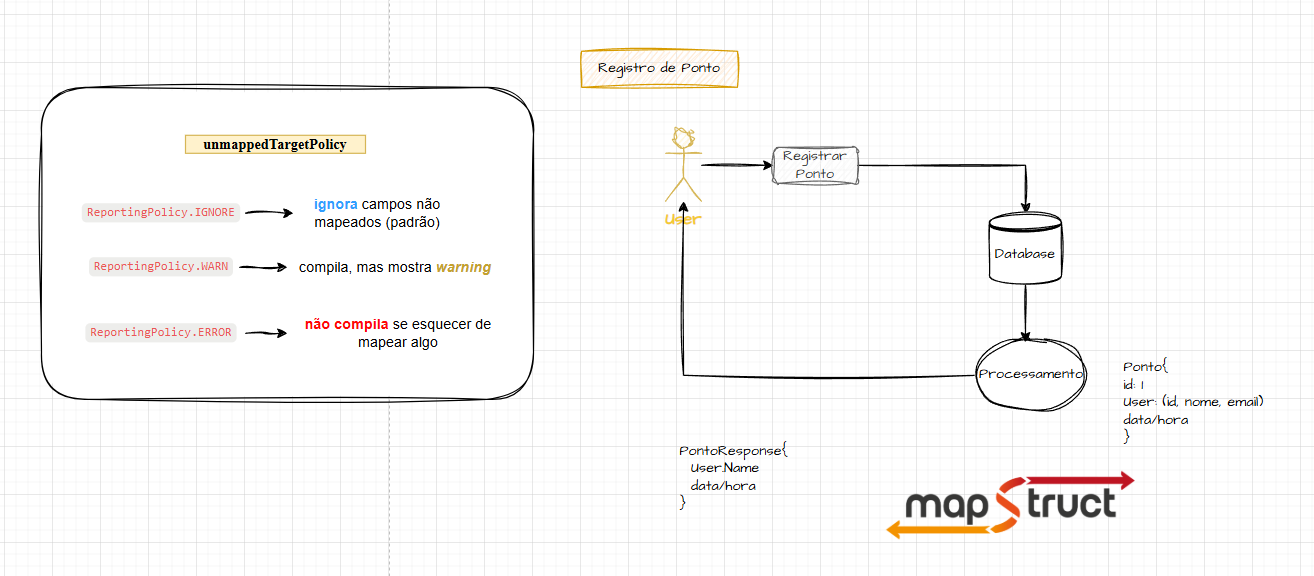 Registro de Ponto
unmappedTargetPolicy
ReportingPolicy.IGNORE
ignora campos não
mapeados (padrão)
ReportingPolicy.WARN
compila, mas mostra warning
ReportingPolicy.ERROR
não compila se esquecer de
mapear algo
User
Registrar
Ponto
Database
Processamento
Ponto{
id: 1
User: (id, nome, email)
data/hora
}
PontoResponse{
User.Name
data/hora
}
mapStruct